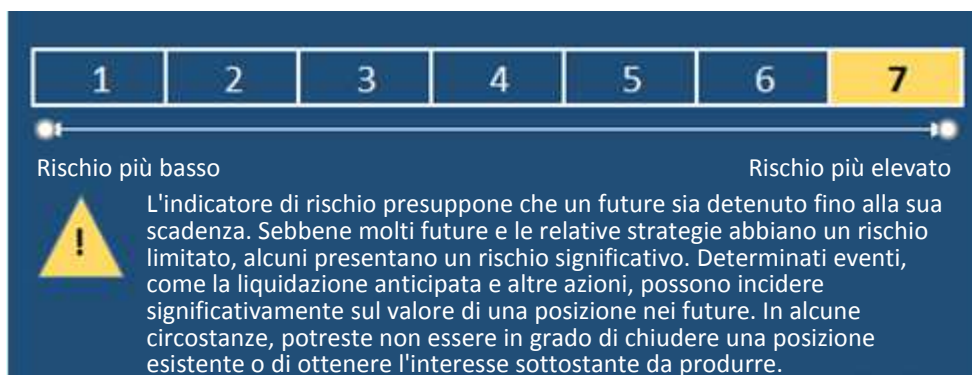 1 2 3 4 5 6 7
Rischio più basso Rischio più elevato
!
L'indicatore di rischio presuppone che un future sia detenuto fino alla sua
scadenza. Sebbene molti future e le relative strategie abbiano un rischio
limitato, alcuni presentano un rischio significativo. Determinati eventi,
come la liquidazione anticipata e altre azioni, possono incidere
significativamente sul valore di una posizione nei future. In alcune
circostanze, potreste non essere in grado di chiudere una posizione
esistente o di ottenere l'interesse sottostante da produrre.